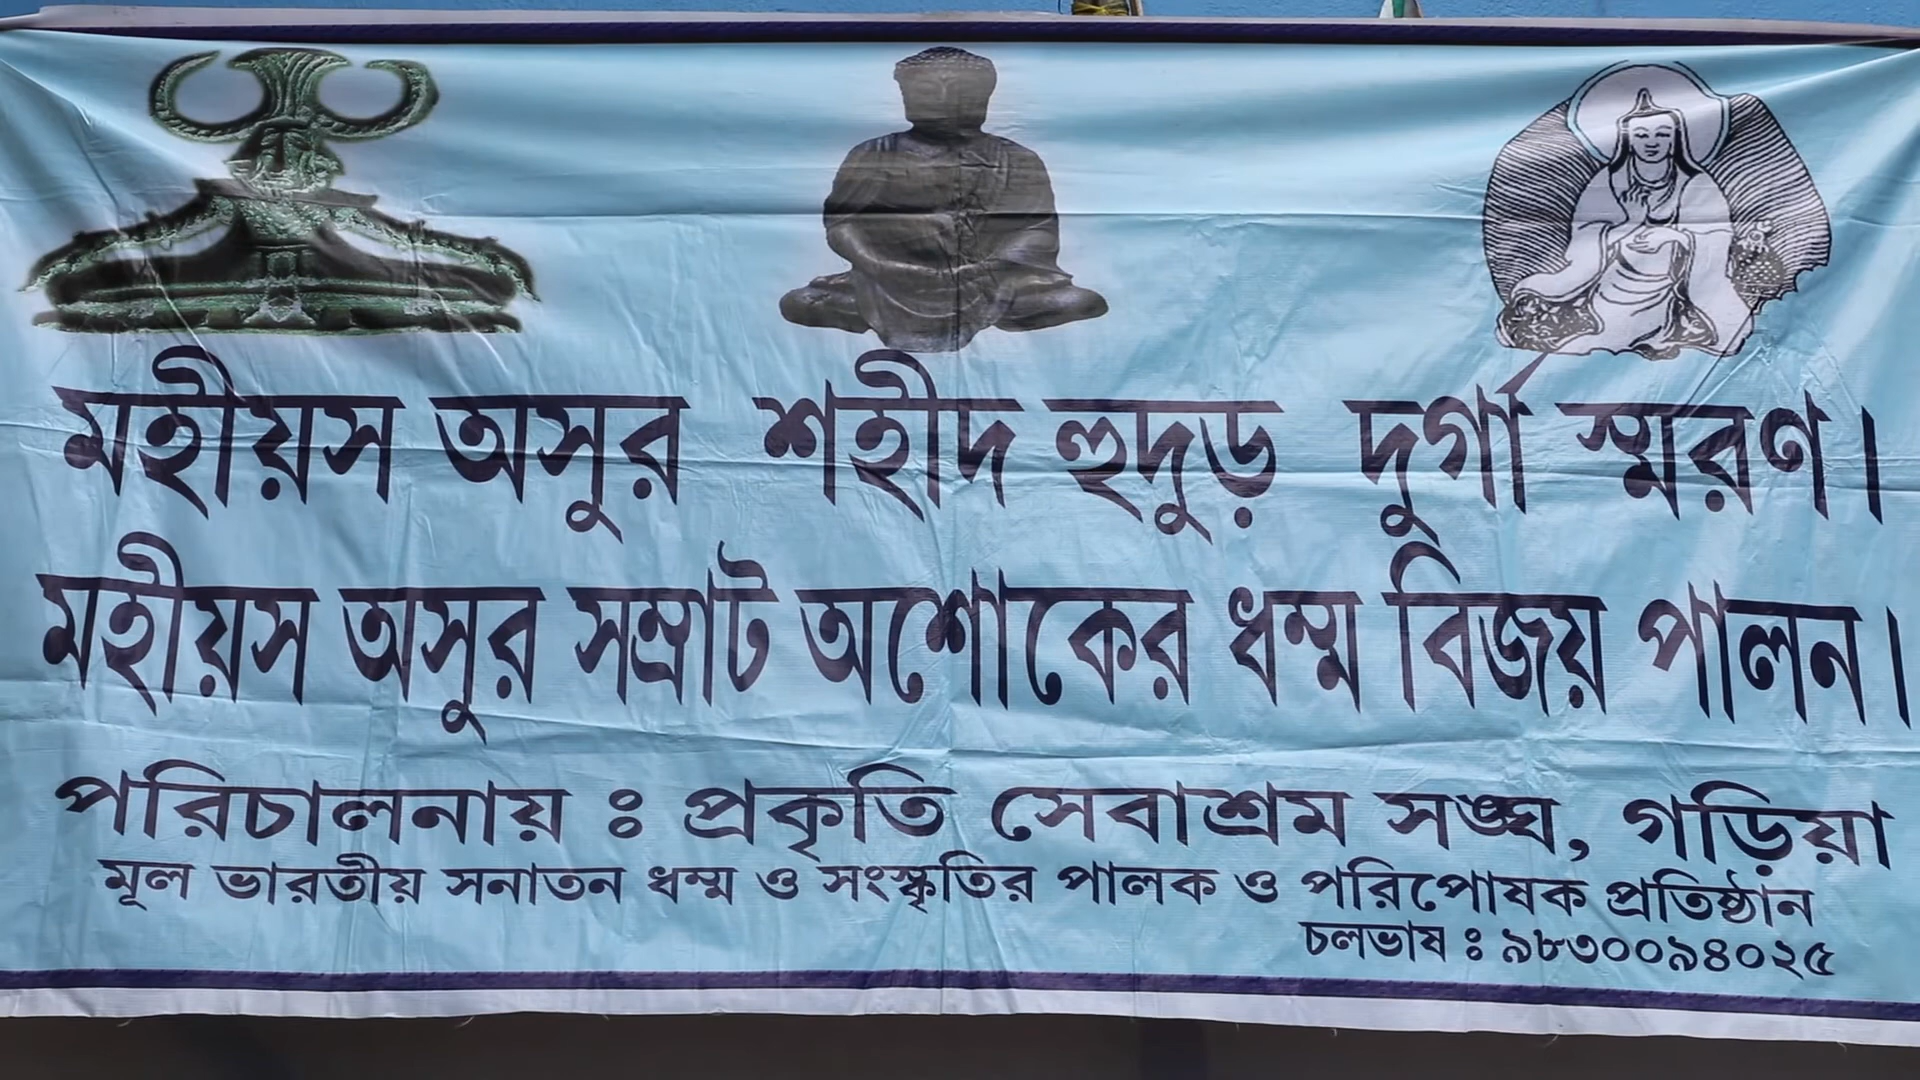 মহীয়স অসুর শহীদ হুদুড় দুর্গা স্মরণ।
মহীয়স অসুর সম্রাট অশোকের ধম্ম বিজয় পালন।
পরিচালনায় ঃ প্রকৃতি সেবাশ্রম সঙ্ঘ, গড়িয়া
মূল ভারতীয় সনাতন ধম্ম ও সংস্কৃতির পালক ও পরিপোষক প্রতিষ্ঠান
চলভাষ ঃ ৯৮৩০০৯৪০২৫